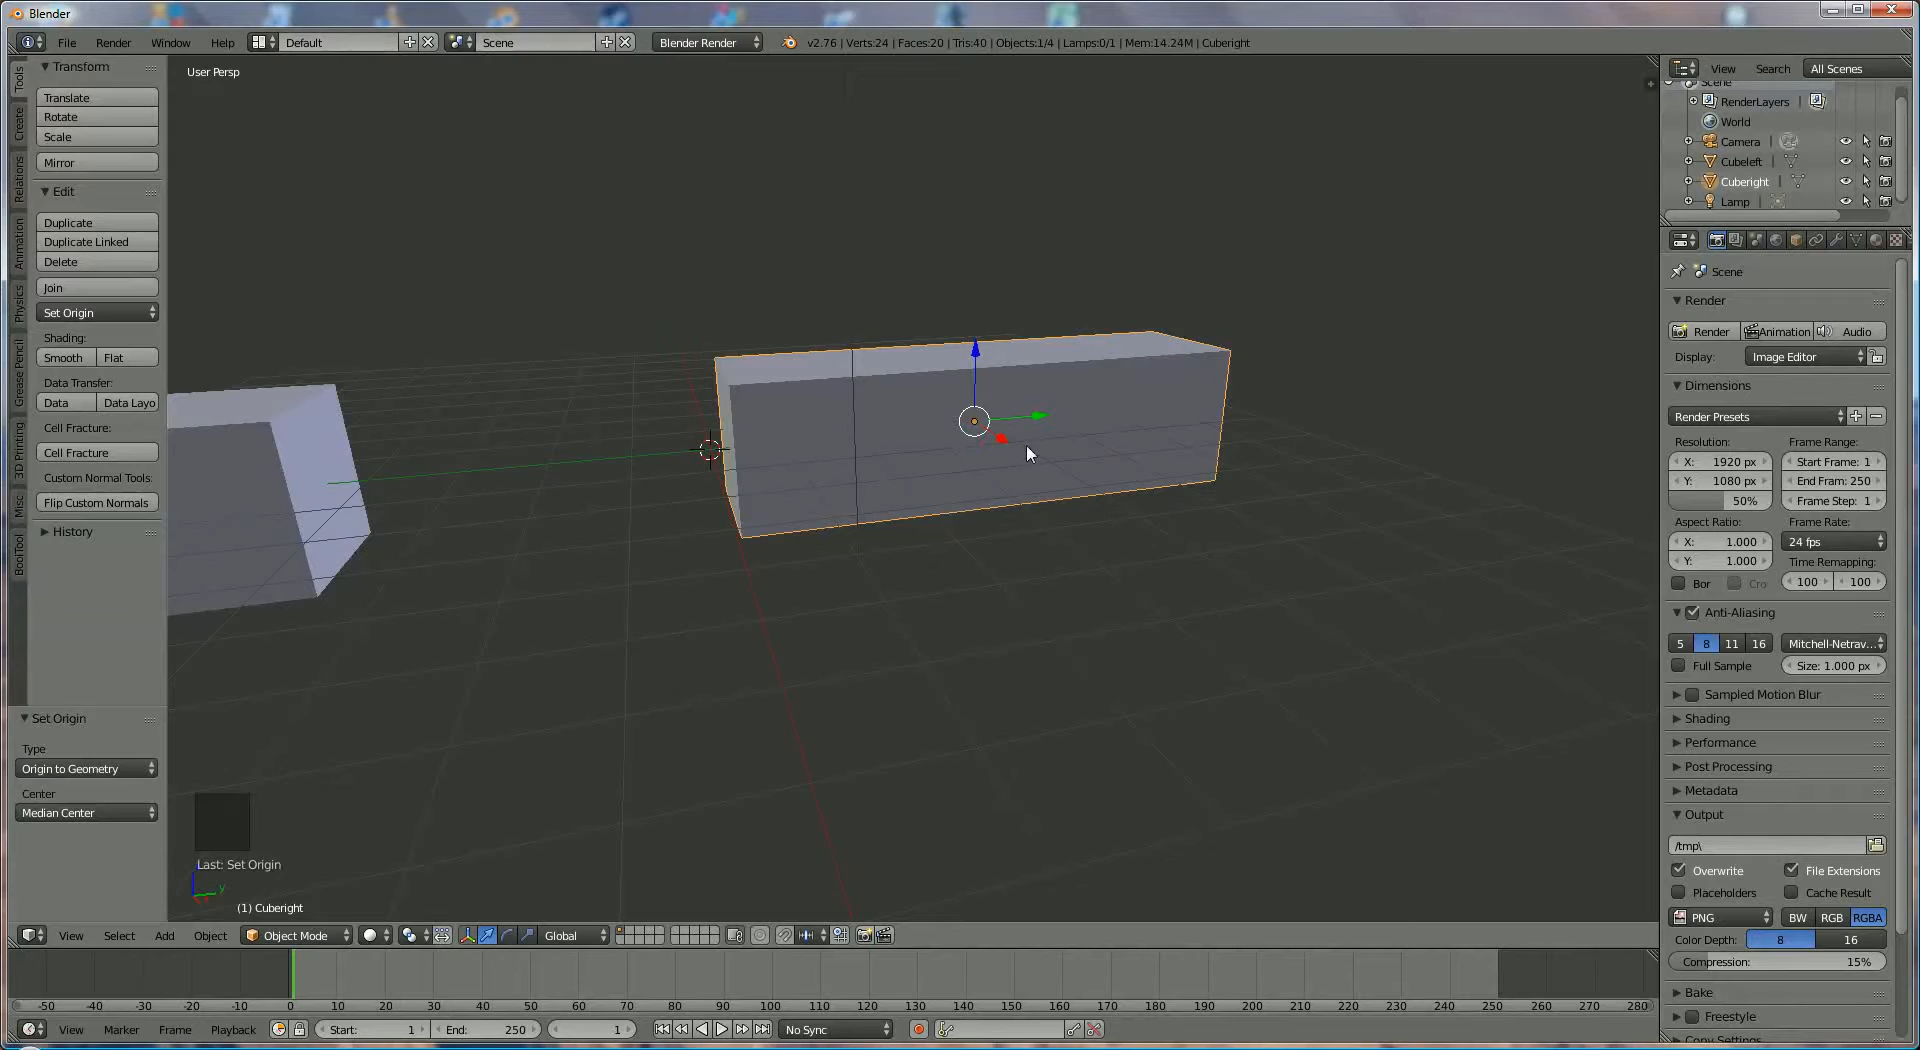 Blender
File Render Window Help Default Scene Blender Render v2.76 | Verts:24 | Faces:20 | Tris:40 | Objects:1/4 | Lamps:0/1 | Mem:14.24M | Cuberight
Tools
Create
Relations
Animation
Physics
Grease Pencil
3D Printing
Misc
BoolTool
Transform
Translate
Rotate
Scale
Mirror
Edit
Duplicate
Duplicate Linked
Delete
Join
Set Origin
Shading:
Smooth Flat
Data Transfer:
Data Data Layo
Cell Fracture:
Cell Fracture
Custom Normal Tools:
Flip Custom Normals
History
Set Origin
Type
Origin to Geometry
Center
Median Center
User Persp
Last: Set Origin
y
(1) Cuberight
View Search All Scenes
Scene
RenderLayers
World
Camera
Cubeleft
Cuberight
Lamp
Scene
Render
Render Animation Audio
Display: Image Editor
Dimensions
Render Presets
Resolution: Frame Range:
X: 1920 px Start Frame: 1
Y: 1080 px End Fram: 250
50% Frame Step: 1
Aspect Ratio: Frame Rate:
X: 1.000 24 fps
Y: 1.000 Time Remapping:
Bor Cro 100 100
Anti-Aliasing
5 8 11 16 Mitchell-Netrav...
Full Sample Size: 1.000 px
Sampled Motion Blur
Shading
Performance
Post Processing
Metadata
Output
/tmp\
Overwrite File Extensions
Placeholders Cache Result
PNG BW RGB RGBA
Color Depth: 8 16
Compression: 15%
Bake
Freestyle
View Select Add Object Object Mode Global
-50 -40 -30 -20 -10 0 10 20 30 40 50 60 70 80 90 100 110 120 130 140 150 160 170 180 190 200 210 220 230 240 250 260 270 280
View Marker Frame Playback Start: 1 End: 250 1 No Sync